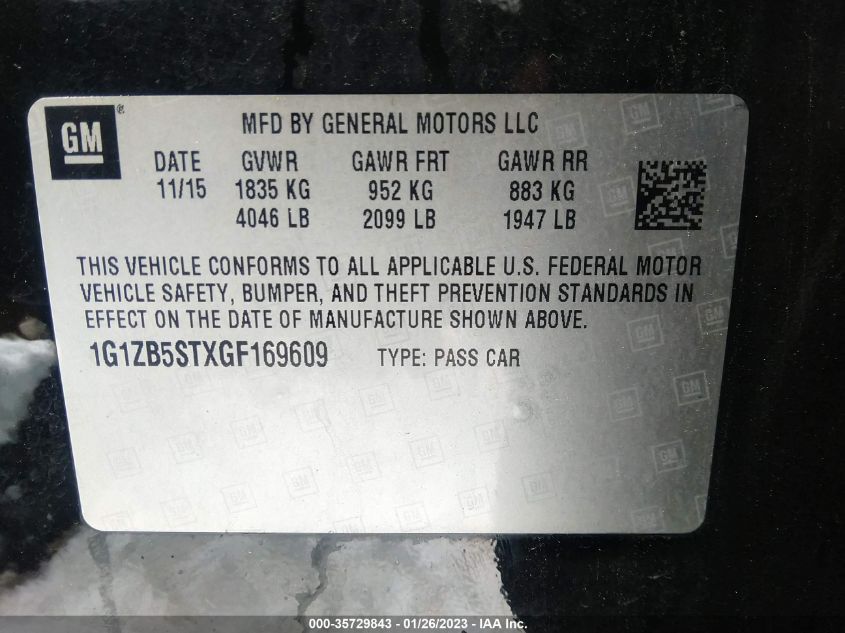 GM ®
MFD BY GENERAL MOTORS LLC
DATE GVWR GAWR FRT GAWR RR
11/15 1835 KG 952 KG 883 KG
4046 LB 2099 LB 1947 LB
THIS VEHICLE CONFORMS TO ALL APPLICABLE U.S. FEDERAL MOTOR
VEHICLE SAFETY, BUMPER, AND THEFT PREVENTION STANDARDS IN
EFFECT ON THE DATE OF MANUFACTURE SHOWN ABOVE.
1G1ZB5STXGF169609 TYPE: PASS CAR
000-35729843 - 01/26/2023 - IAA Inc.